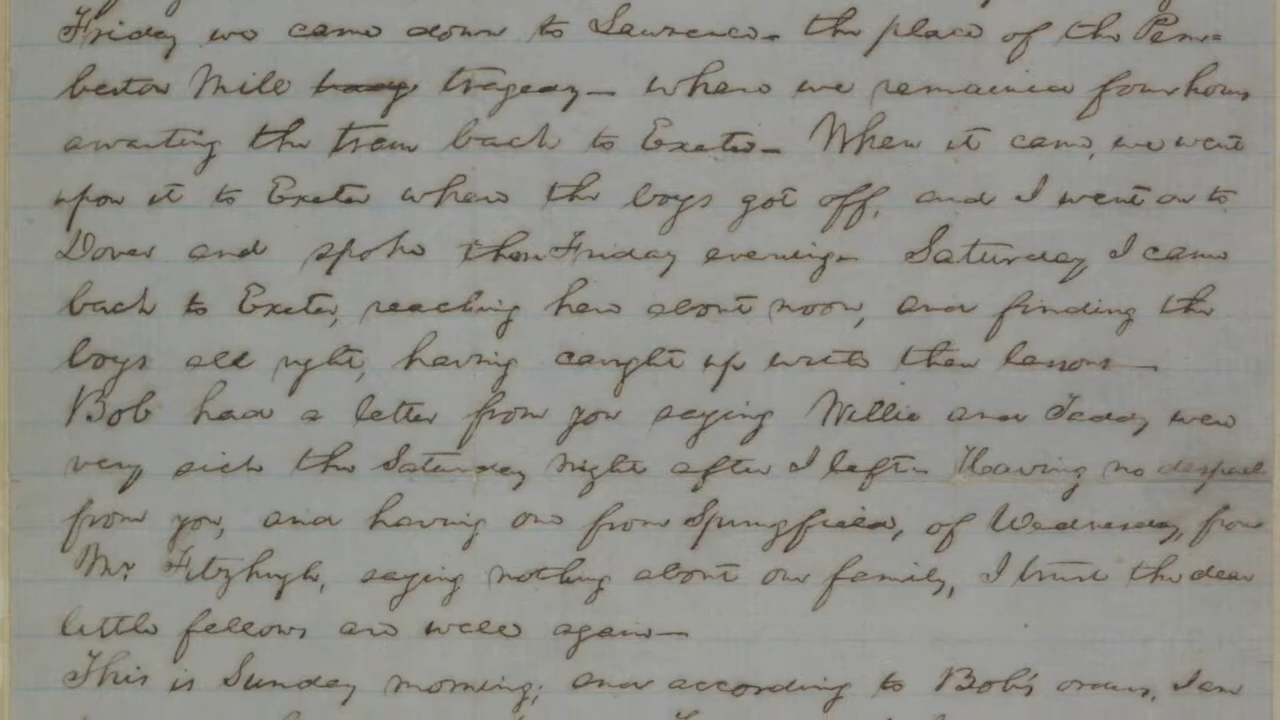 Friday we came down to Lawrence— the place of the Pem=
berton Mill tragedy— where we remained four hours
awaiting the train back to Exeter— When it came, we went
upon it to Exeter where the boys got off, and I went on to
Dover and spoke there Friday evening— Saturday I came
back to Exeter, reaching here about noon, and finding the
boys all right, having caught up with their lessons—
Bob had a letter from you saying Willie and Taddy were
very sick the Saturday night after I left— Having no despatch
from you, and having one from Springfield, of Wednesday, from
Mr. Fitzhugh, saying nothing about our family, I trust the dear
little fellows are well again—
This is Sunday morning; and according to Bob's orders, I am